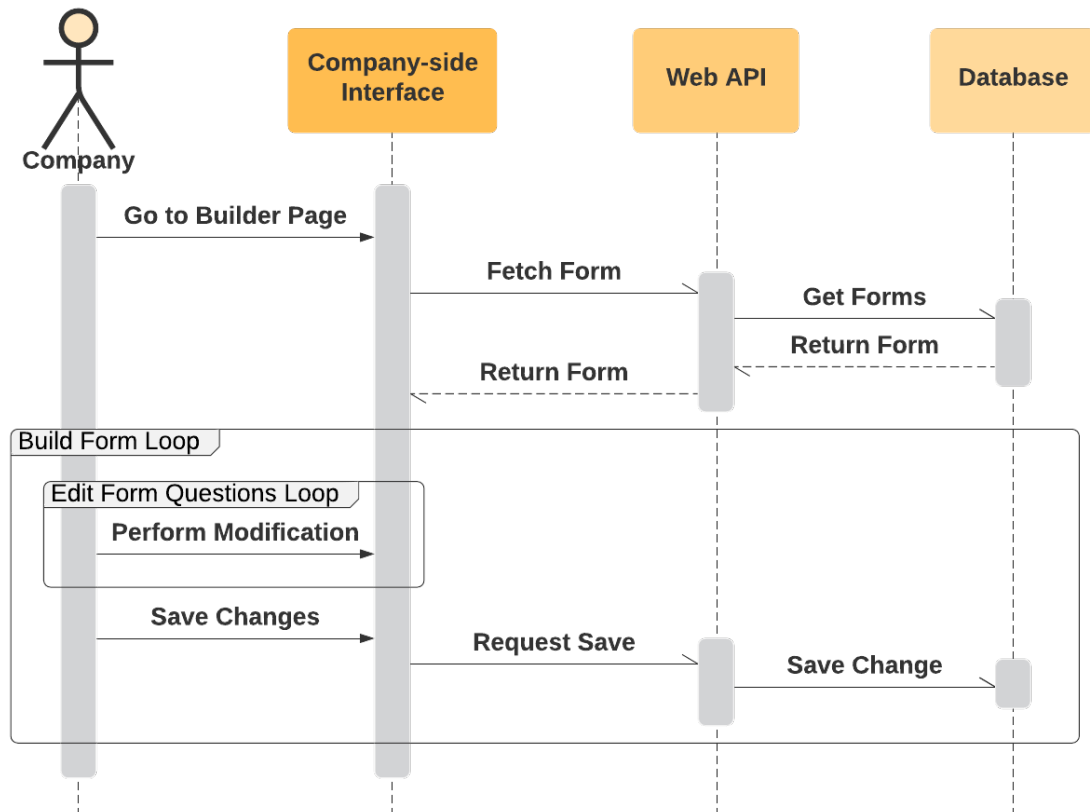 Company-side
Interface
Web API
Database
Company
Go to Builder Page
Fetch Form
Get Forms
Return Form
Return Form
Build Form Loop
Edit Form Questions Loop
Perform Modification
Save Changes
Request Save
Save Change